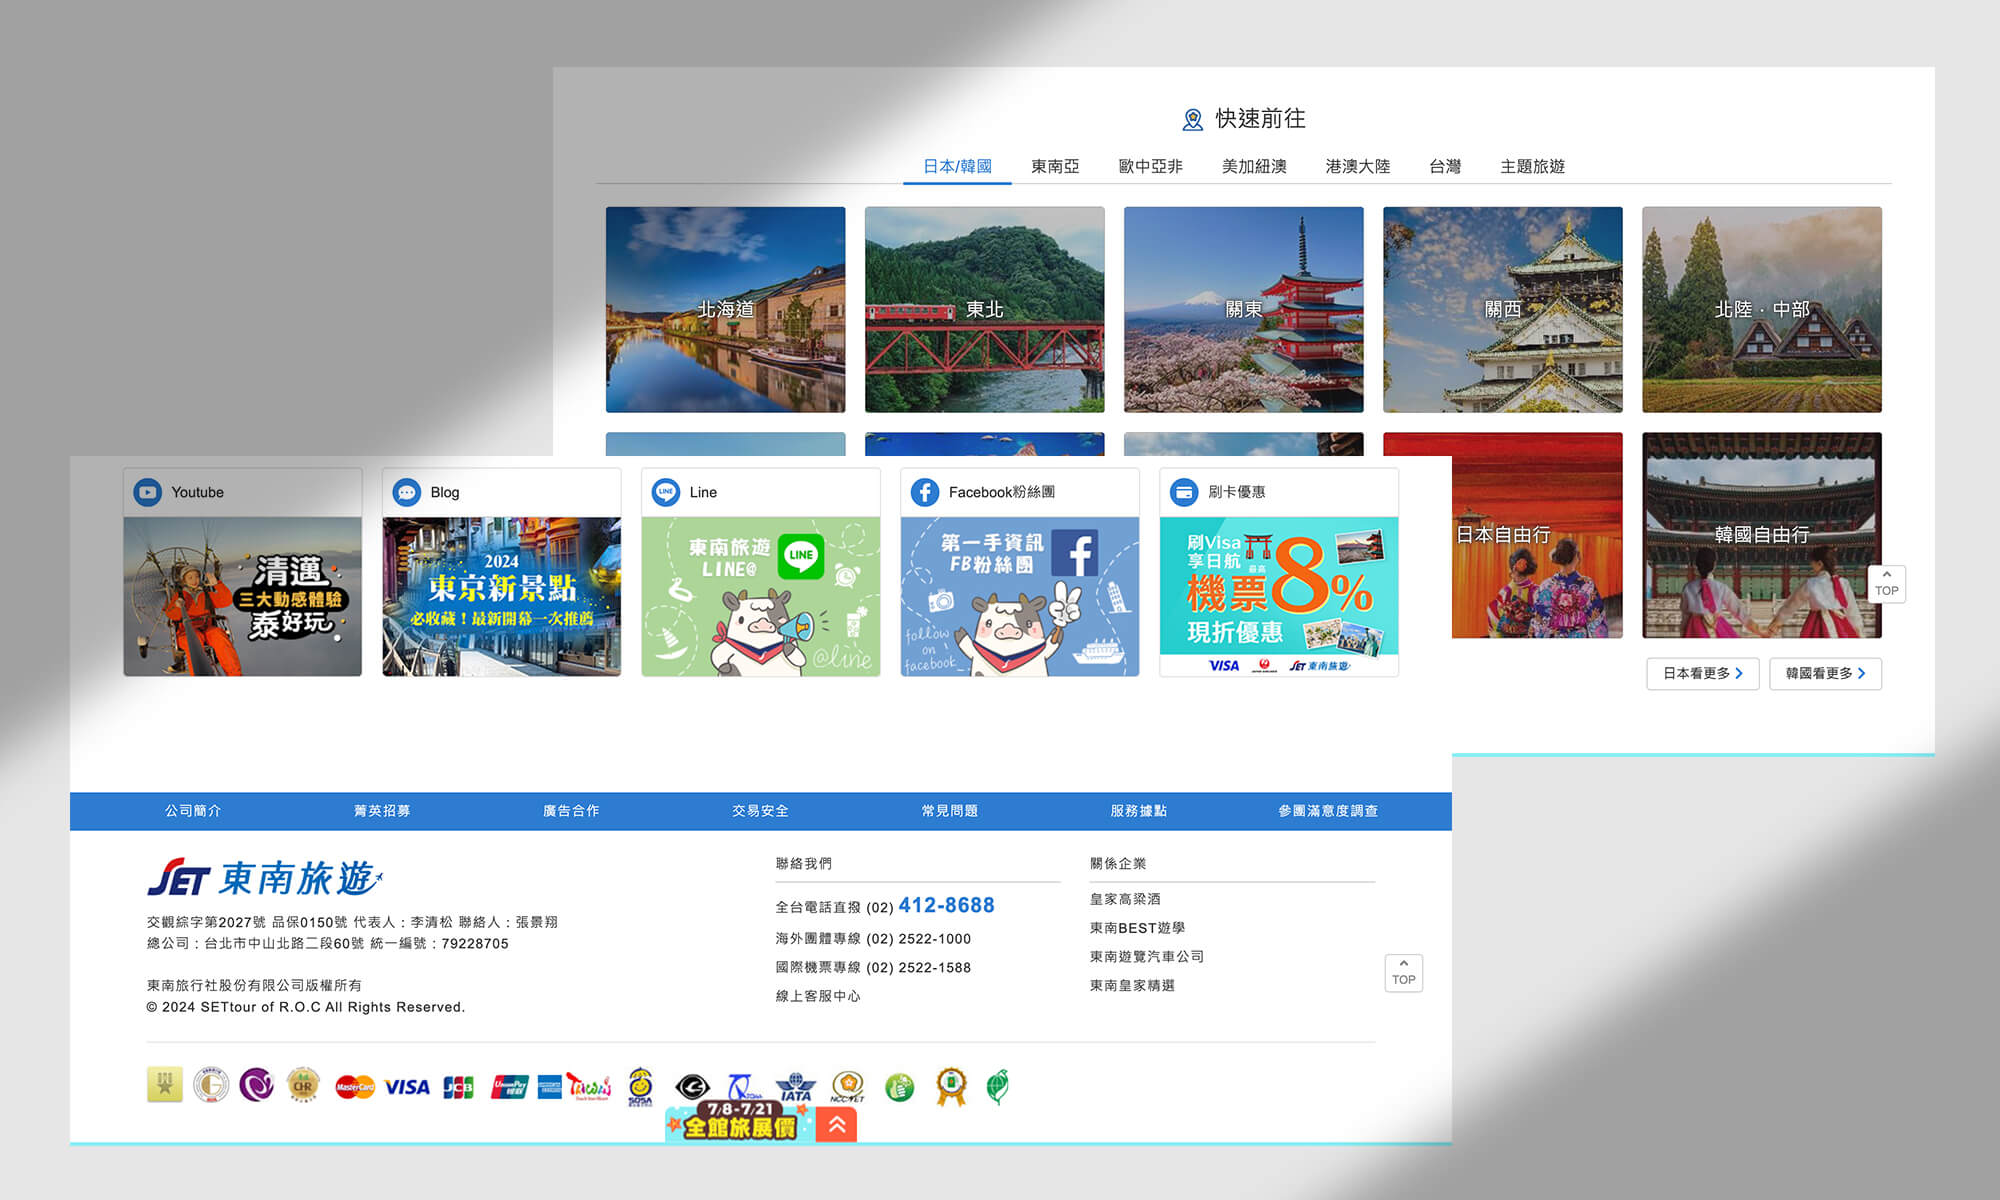 快速前往
日本/韓國 東南亞 歐中亞非 美加紐澳 港澳大陸 台灣 主題旅遊
北海道
東北
關東
關西
北陸．中部
日本自由行
韓國自由行
TOP
日本看更多
韓國看更多
Youtube
清邁
三大動感體驗
泰好玩
Blog
2024
東京新景點
必收藏！最新開幕一次推薦
Line
東南旅遊
LINE@
LINE
@line
Facebook粉絲團
第一手資訊
FB粉絲團
follow
on
facebook
刷卡優惠
刷Visa
享日航
最高
機票8%
現折優惠
VISA
SET 東南旅遊
公司簡介 菁英招募 廣告合作 交易安全 常見問題 服務據點 參團滿意度調查
SET 東南旅遊
交觀綜字第2027號 品保0150號 代表人：李清松 聯絡人：張景翔
總公司：台北市中山北路二段60號 統一編號：79228705
東南旅行社股份有限公司版權所有
© 2024 SETtour of R.O.C All Rights Reserved.
聯絡我們
全台電話直撥 (02) 412-8688
海外團體專線 (02) 2522-1000
國際機票專線 (02) 2522-1588
線上客服中心
關係企業
皇家高粱酒
東南BEST遊學
東南遊覽汽車公司
東南皇家精選
TOP
CHR MasterCard VISA JCB UnionPay TAIWAN SOSA IATA
7/8-7/21
全館旅展價